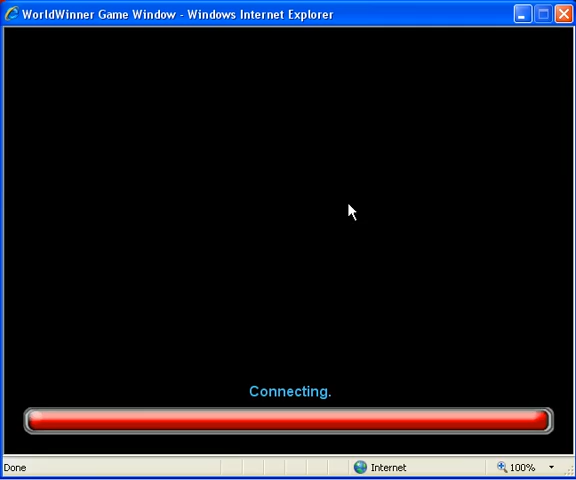 WorldWinner Game Window - Windows Internet Explorer
Connecting.
Done
Internet
100%